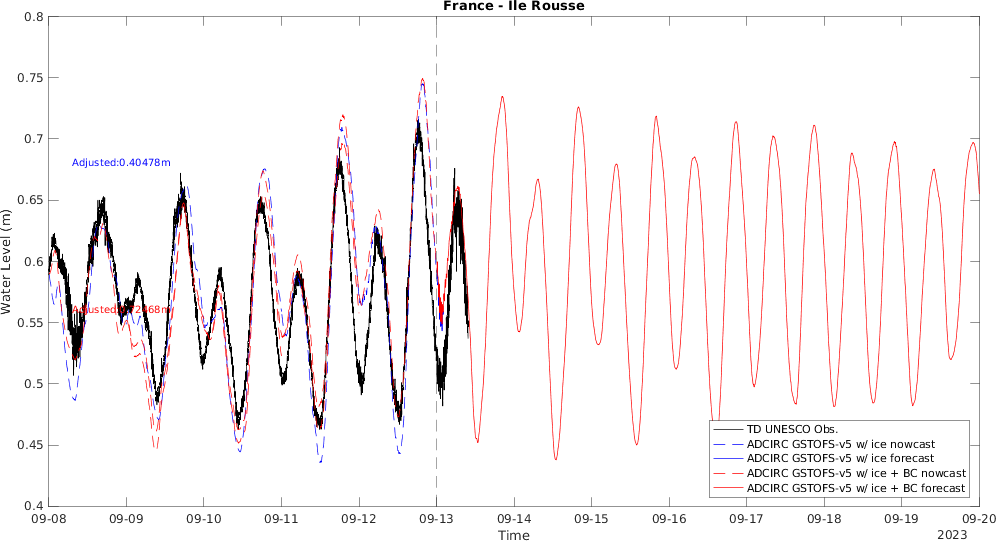 France - Ile Rousse
0.8
0.75
0.7
0.65
0.6
0.55
0.5
0.45
0.4
Water Level (m)
Adjusted:0.40478m
09-08
09-09
09-10
09-11
09-12
09-13
09-14
09-15
09-16
09-17
09-18
09-19
09-20
Time
2023
TD UNESCO Obs.
ADCIRC GSTOFS-v5 w/ ice nowcast
ADCIRC GSTOFS-v5 w/ ice forecast
ADCIRC GSTOFS-v5 w/ ice + BC nowcast
ADCIRC GSTOFS-v5 w/ ice + BC forecast